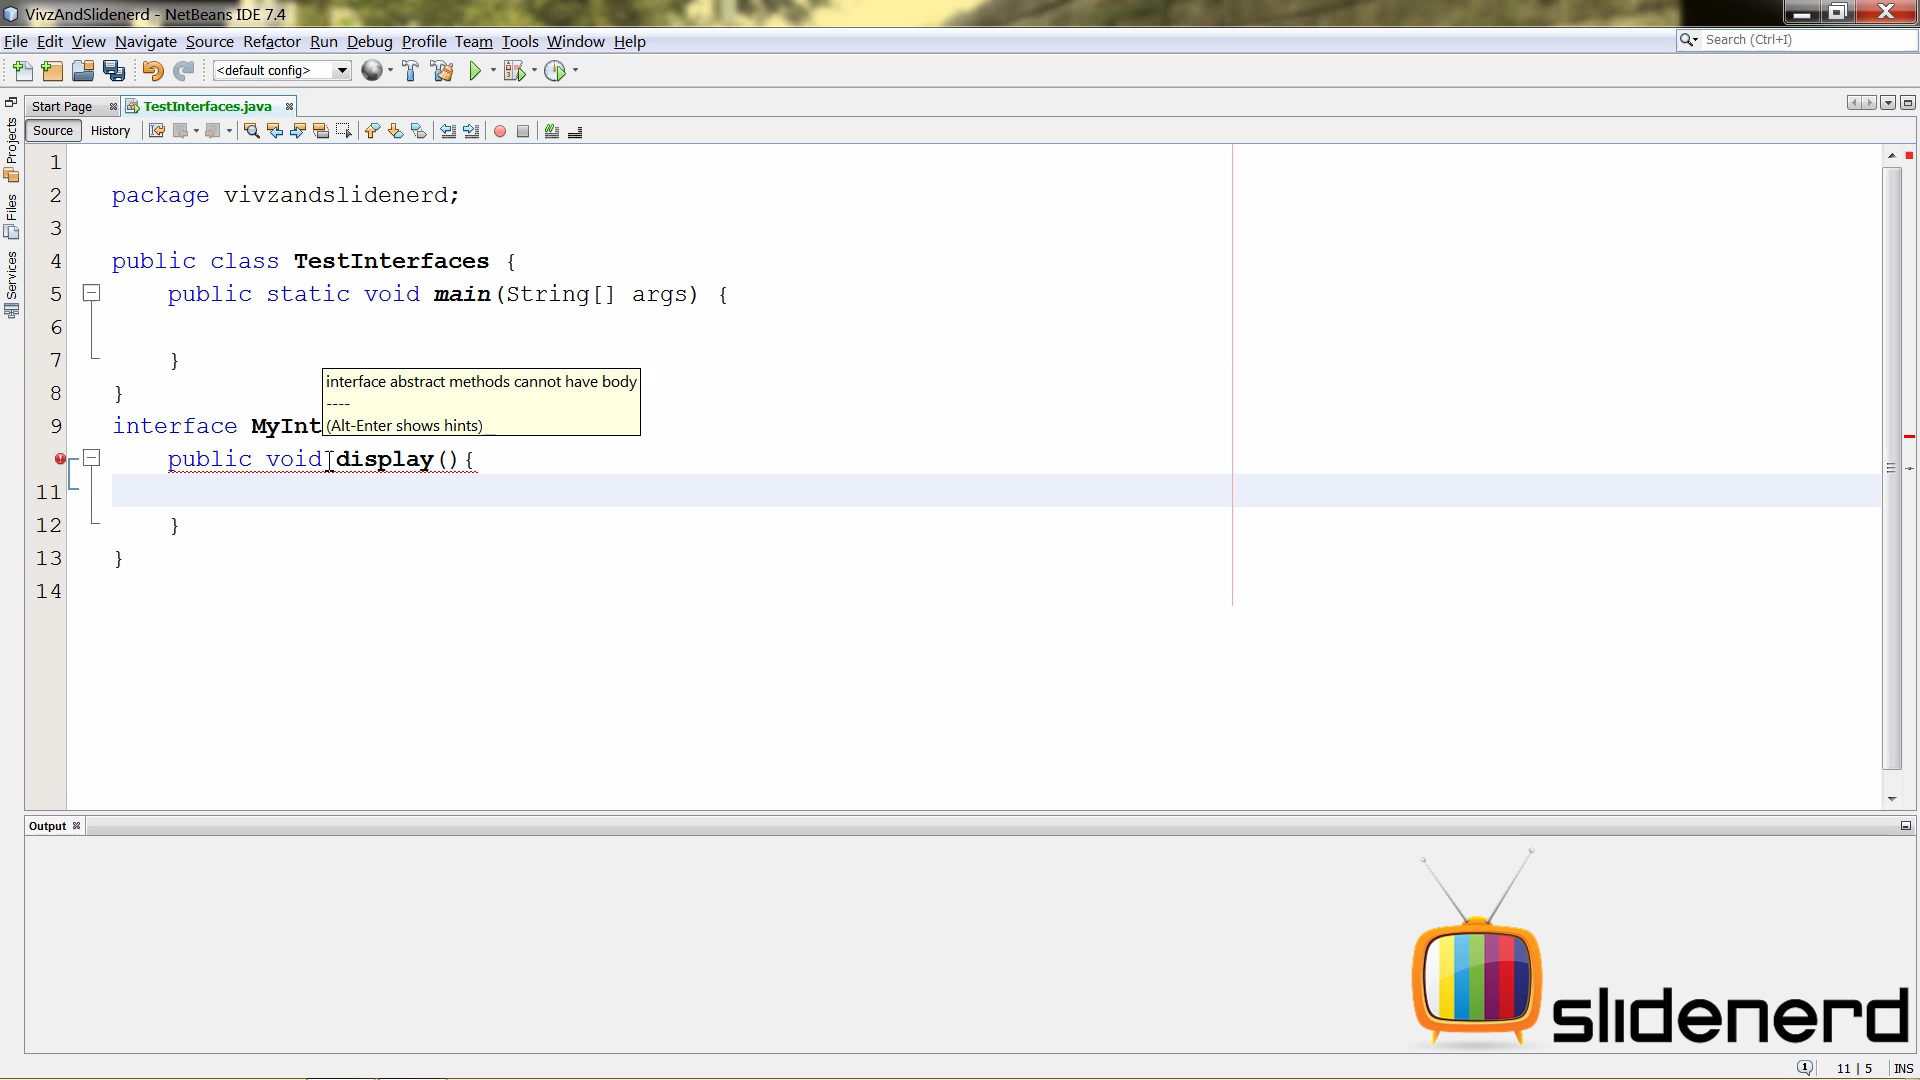 VivzAndSlidenerd - NetBeans IDE 7.4
File Edit View Navigate Source Refactor Run Debug Profile Team Tools Window Help
Search (Ctrl+I)
<default config>
Start Page TestInterfaces.java
Source History
Projects
Files
Services
1
2 package vivzandslidenerd;
3
4 public class TestInterfaces {
5 public static void main(String[] args) {
6
7 }
8 }
interface abstract methods cannot have body
----
(Alt-Enter shows hints)
9 interface MyInt
public void display(){
11
12 }
13 }
14
Output
slidenerd
1
11 | 5 INS